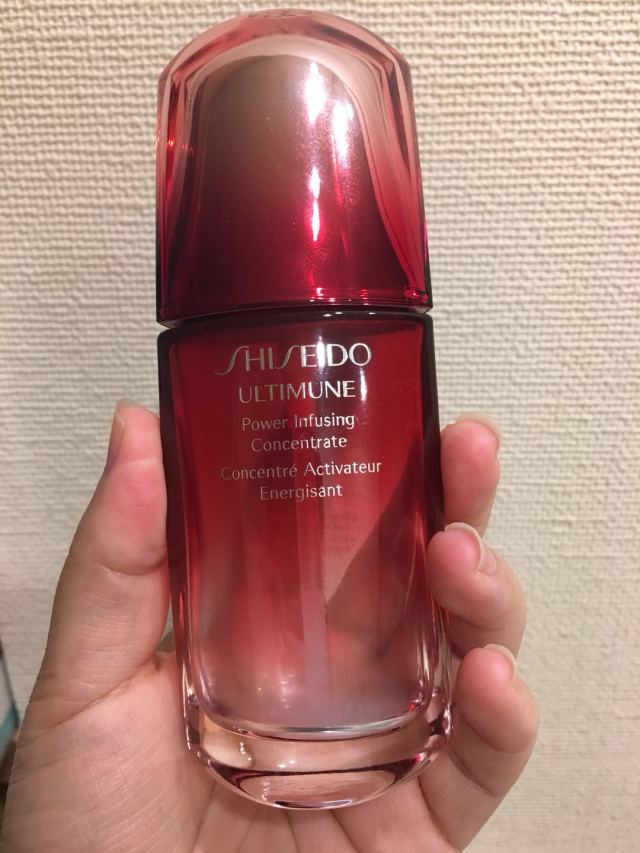 SHISEIDO
ULTIMUNE
Power Infusing
Concentrate
Concentré Activateur
Energisant